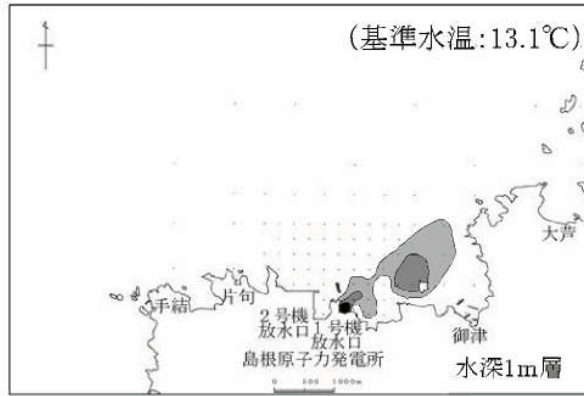 (基準水温:13.1℃)
大芦
手結
片句
2号機
放水口
1号機
放水口
御津
島根原子力発電所
水深1m層
0 500 1000m